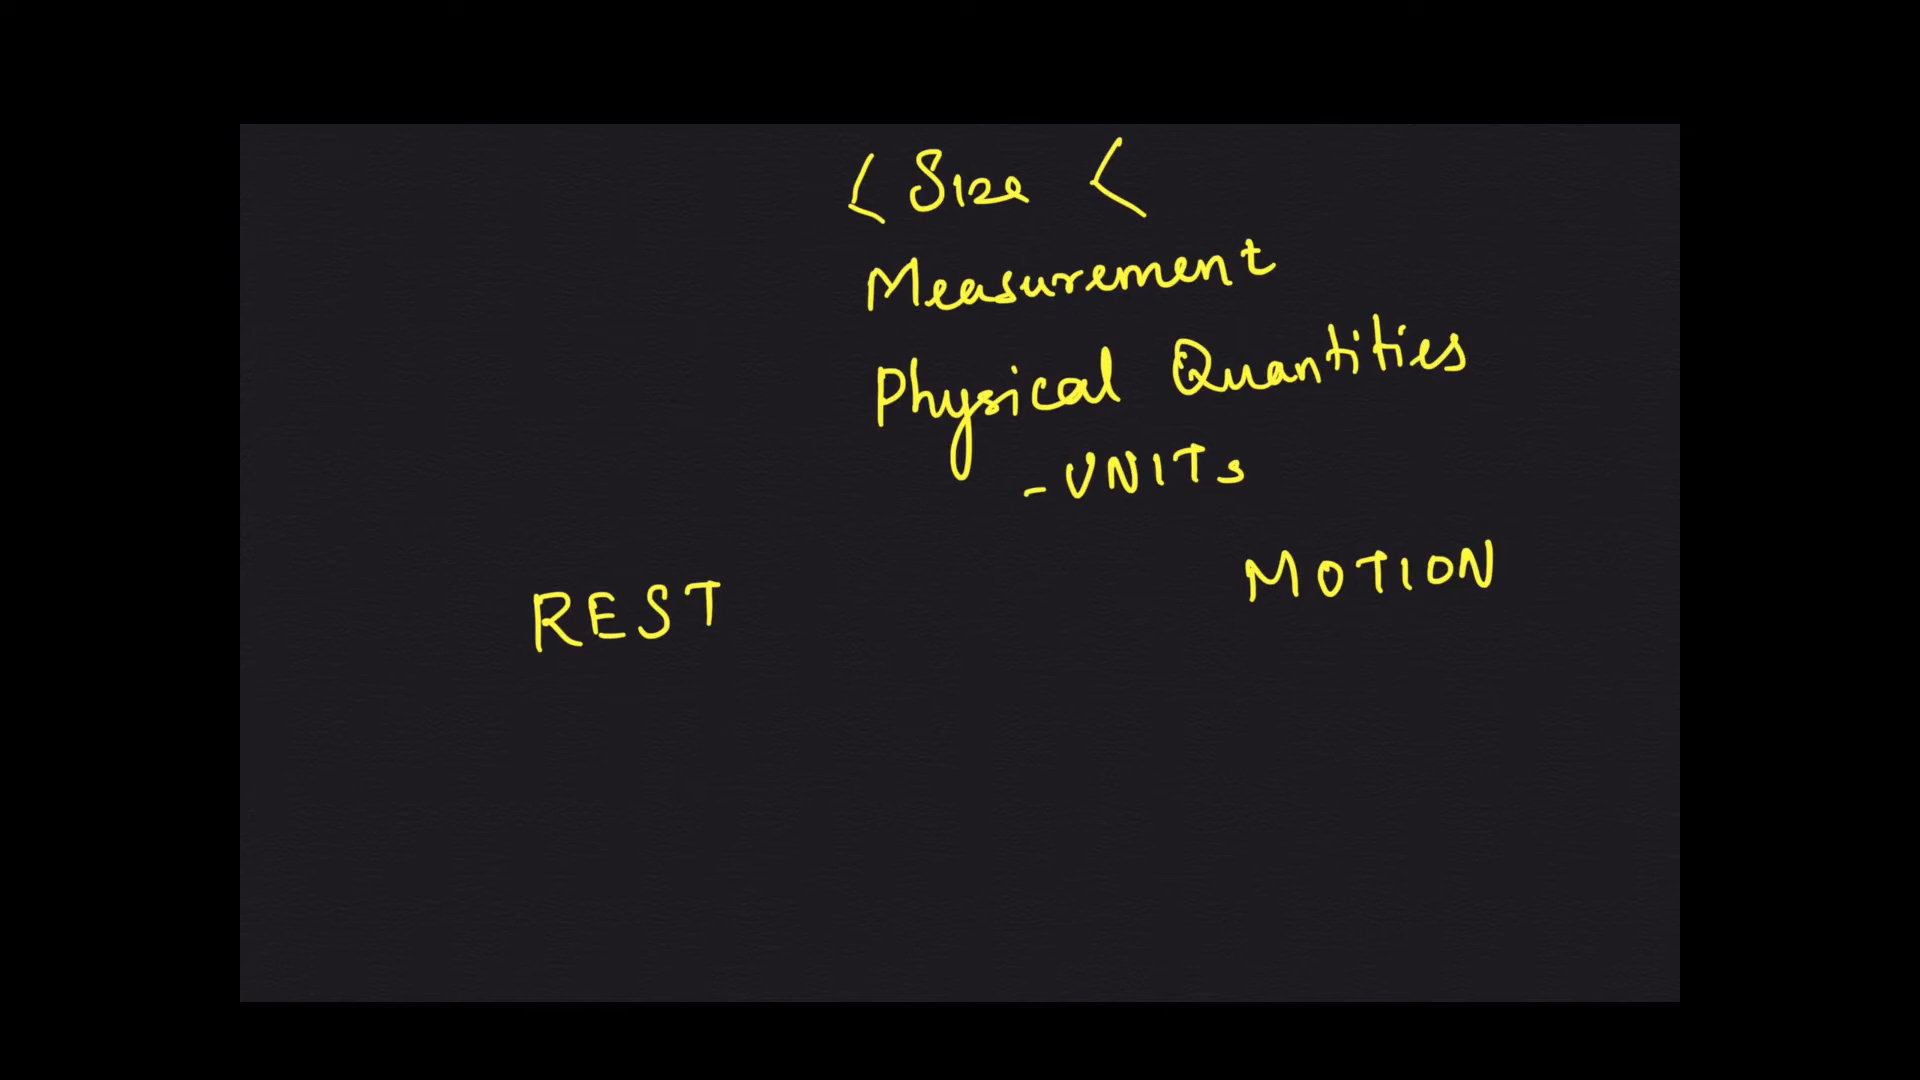 < Size <
Measurement
Physical Quantities
- UNITs
REST MOTION